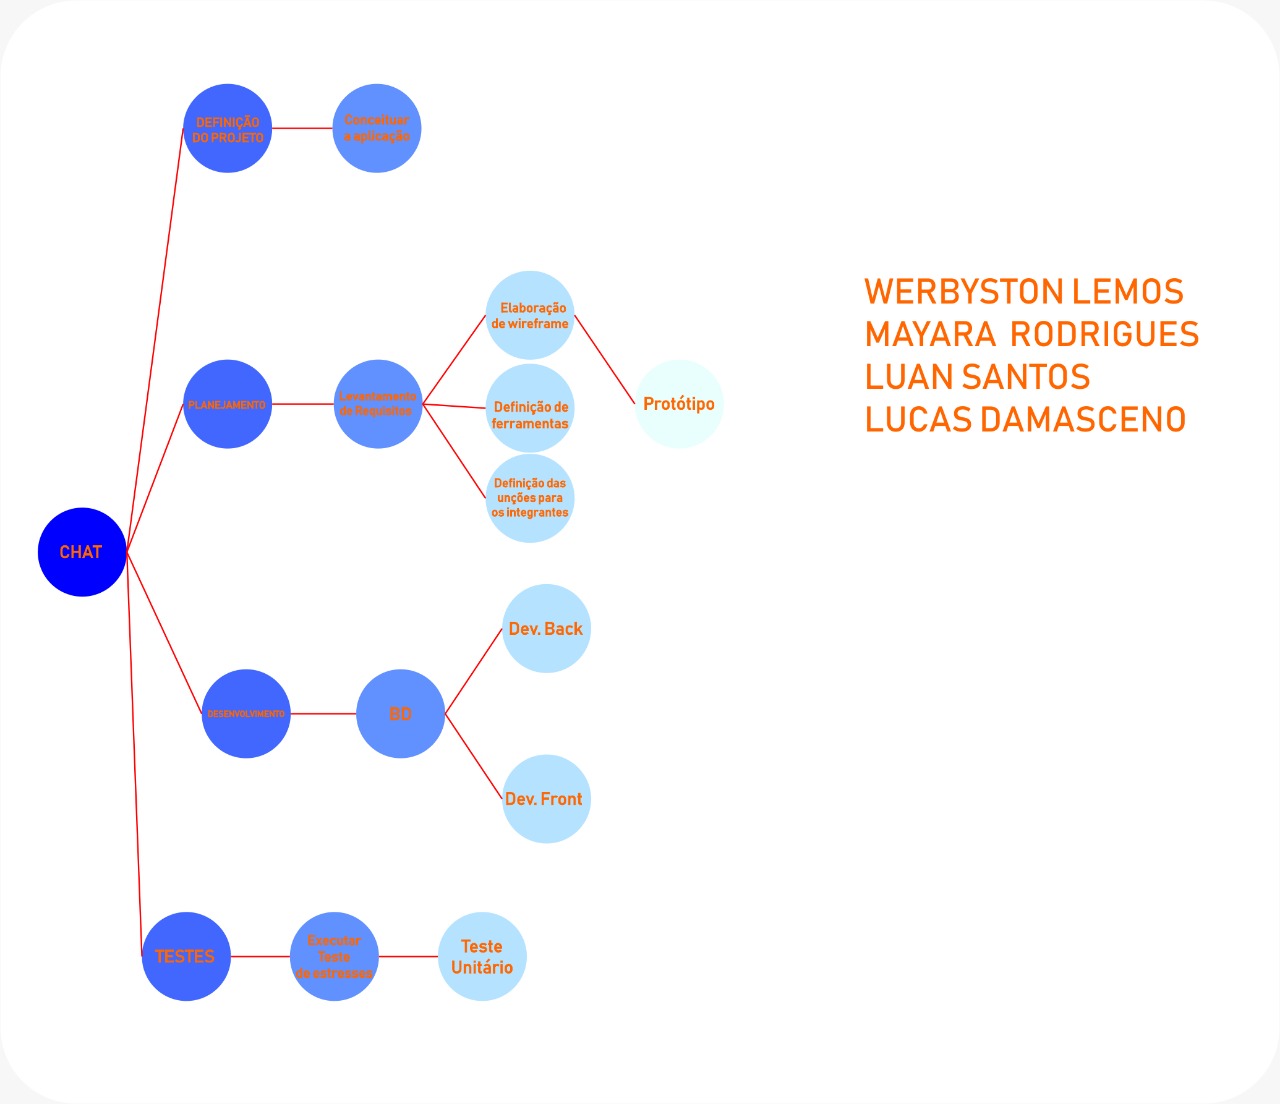 DEFINIÇÃO
DO PROJETO
Conceituar
a aplicação
WERBYSTON LEMOS
MAYARA RODRIGUES
LUAN SANTOS
LUCAS DAMASCENO
Elaboração
de wireframe
PLANEJAMENTO
Levantamento
de Requisitos
Definição de
ferramentas
Protótipo
Definição das
unções para
os integrantes
CHAT
Dev. Back
DESENVOLVIMENTO
BD
Dev. Front
TESTES
Executar
Teste
de estresses
Teste
Unitário